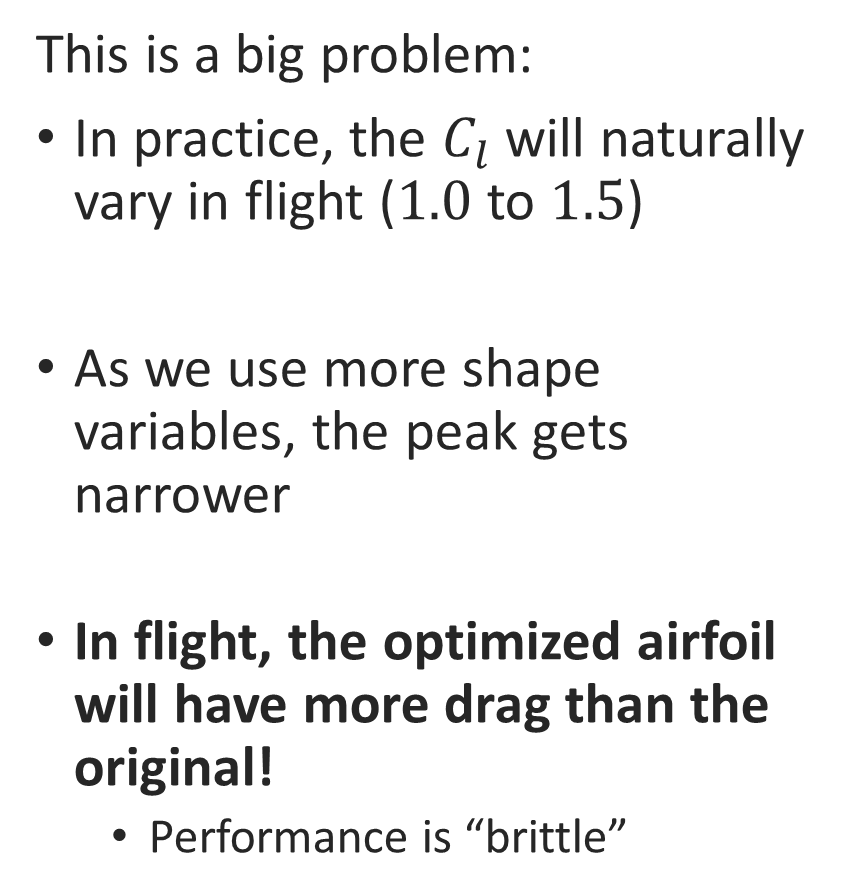 This is a big problem:
• In practice, the C_l will naturally
vary in flight (1.0 to 1.5)
• As we use more shape
variables, the peak gets
narrower
• In flight, the optimized airfoil
will have more drag than the
original!
• Performance is “brittle”